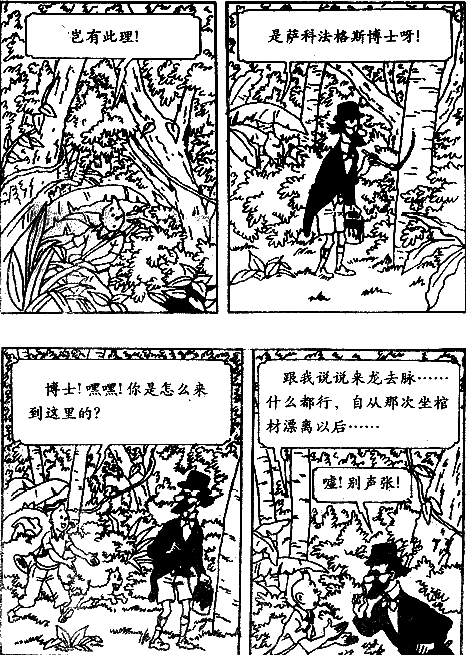 岂有此理!
是萨科法格斯博士呀!
博士!嘿嘿!你是怎么来
到这里的?
跟我说说来龙去脉……
什么都行，自从那次坐棺
材漂离以后……
嘘!别声张!